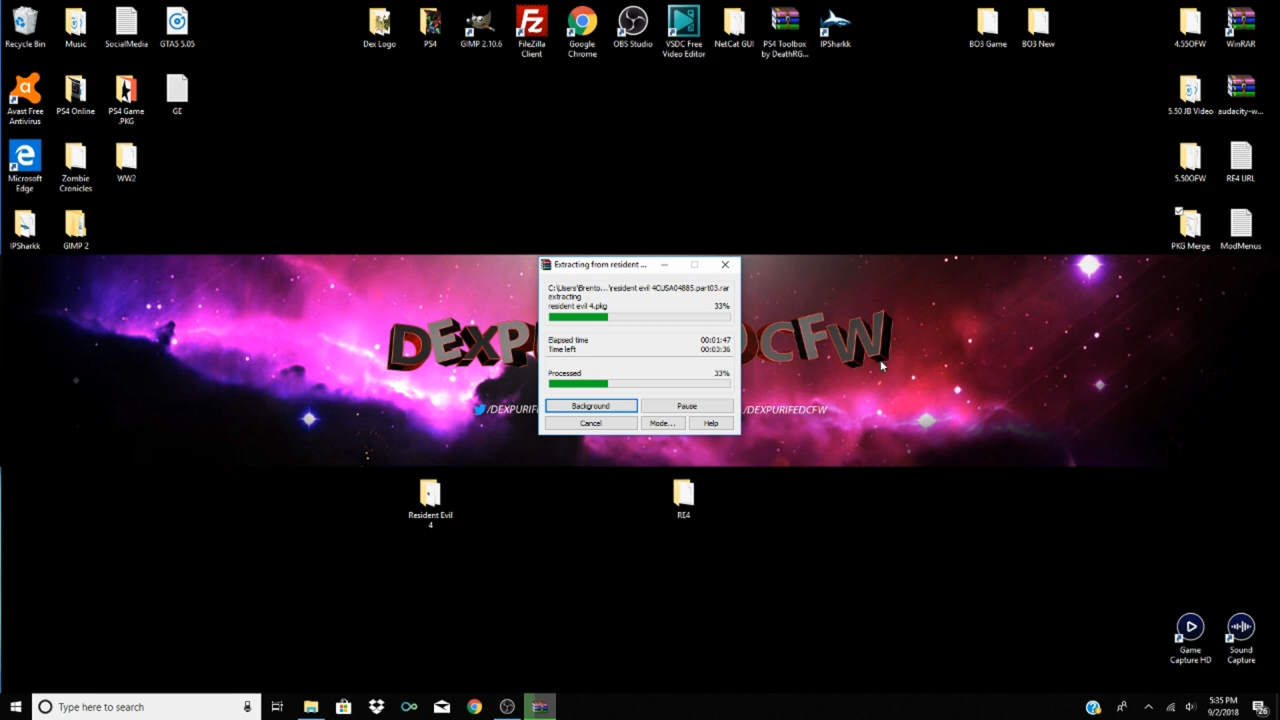 Recycle Bin
Music
SocialMedia
GTA5 5.05
Dex Logo
PS4
GIMP 2.10.6
FileZilla
Client
Google
Chrome
OBS Studio
VSDC Free
Video Editor
NetCat GUI
PS4 Toolbox
by DeathRG...
IPSharkk
BO3 Game
BO3 New
4.55OFW
WinRAR
Avast Free
Antivirus
PS4 Online
PS4 Game
.PKG
GE
5.50 JB Video
audacity-w...
Microsoft
Edge
Zombie
Cronicles
WW2
5.50OFW
RE4 URL
IPSharkk
GIMP 2
PKG Merge
ModMenus
Extracting from resident ...
C:\Users\Brento...\resident evil 4CUSA04885.part03.rar
extracting
resident evil 4.pkg 33%
Elapsed time 00:01:47
Time left 00:03:36
Processed 33%
Background Pause
Cancel Mode... Help
DEXP
DCFW
/DEXPURIFE
/DEXPURIFEDCFW
Resident Evil
4
RE4
Game
Capture HD
Sound
Capture
Type here to search
5:35 PM
9/2/2018
26